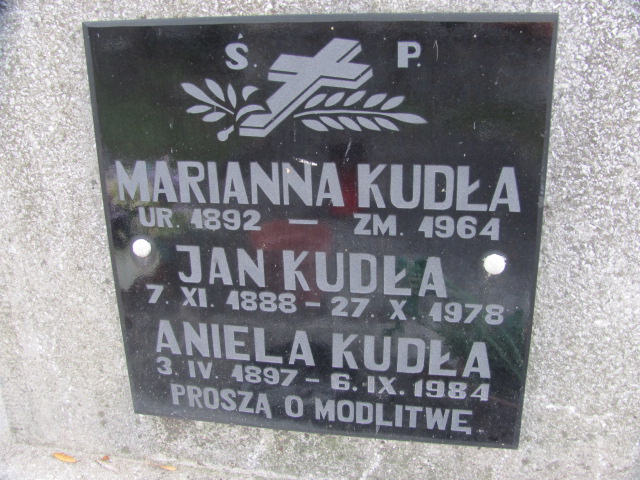 Ś. P.
MARIANNA KUDŁA
UR. 1892 — ZM. 1964
JAN KUDŁA
7. XI. 1888 – 27. X. 1978
ANIELA KUDŁA
3. IV. 1897 – 6. IX. 1984
PROSZĄ O MODLITWĘ